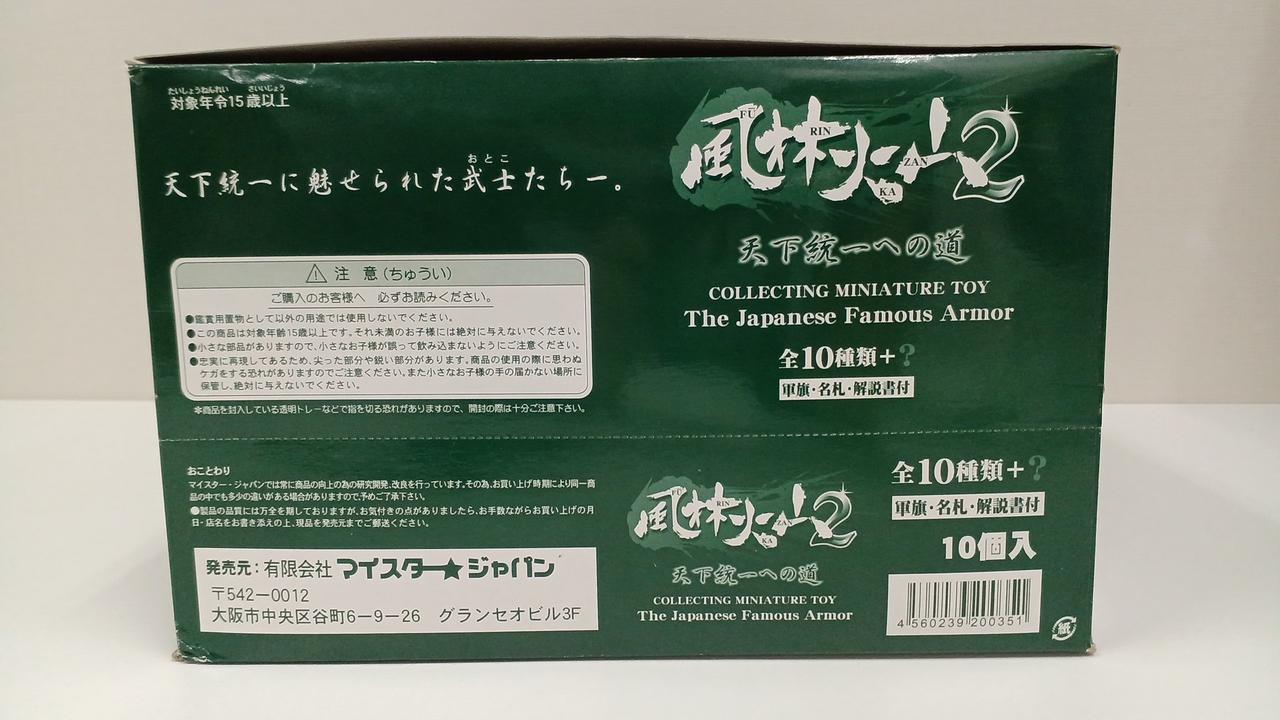 たいしょうねんれい さいいじょう
対象年令15歳以上
おとこ
天下統一に魅せられた武士たちー。
⚠注 意(ちゅうい)
ご購入のお客様へ 必ずお読みください。
●鑑賞用置物として以外の用途では使用しないでください。
●この商品は対象年齢15歳以上です。それ未満のお子様には絶対に与えないでください。
●小さな部品がありますので、小さなお子様が誤って飲み込まないようにご注意ください。
●忠実に再現してあるため、尖った部分や鋭い部分があります。商品の使用の際に思わぬ
ケガをする恐れがありますのでご注意ください。また小さなお子様の手の届かない場所に
保管し、絶対に与えないでください。
＊商品を封入している透明トレーなどで指を切る恐れがありますので、開封の際は十分ご注意下さい。
風林火山2
FŪ RIN KA ZAN
天下統一への道
COLLECTING MINIATURE TOY
The Japanese Famous Armor
全10種類＋?
軍旗・名札・解説書付
おことわり
マイスター・ジャパンでは常に商品の向上の為の研究開発、改良を行っています。その為、お買い上げ時期により同一商
品の中でも多少の違いがある場合がありますので、予めご了承下さい。
●製品の品質には万全を期しておりますが、お気付きの点がありましたら、お手数ながらお買い上げの月
日・店名をお書き添えの上、現品を発売元までご郵送ください。
発売元：有限会社 マイスター★ジャパン
〒542－0012
大阪市中央区谷町6－9－26 グランセオビル3F
風林火山2
FŪ RIN KA ZAN
天下統一への道
COLLECTING MINIATURE TOY
The Japanese Famous Armor
全10種類＋?
軍旗・名札・解説書付
10個入
4 560239 200351
紙